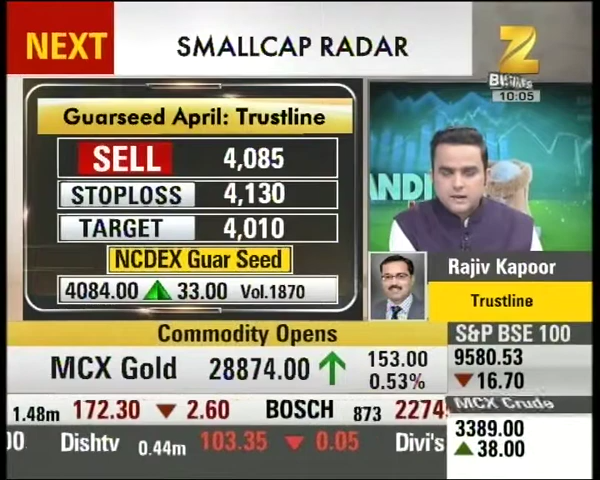 NEXT
SMALLCAP RADAR
Z
10:05
Guarseed April: Trustline
SELL 4,085
STOPLOSS 4,130
TARGET 4,010
NCDEX Guar Seed
4084.00 33.00 Vol.1870
ANDI
Rajiv Kapoor
Trustline
Commodity Opens
MCX Gold 28874.00 153.00
0.53%
S&P BSE 100
9580.53
16.70
MCX Crude
3389.00
38.00
1.48m 172.30 2.60 BOSCH 873 2274
00 Dishtv 0.44m 103.35 0.05 Divi's